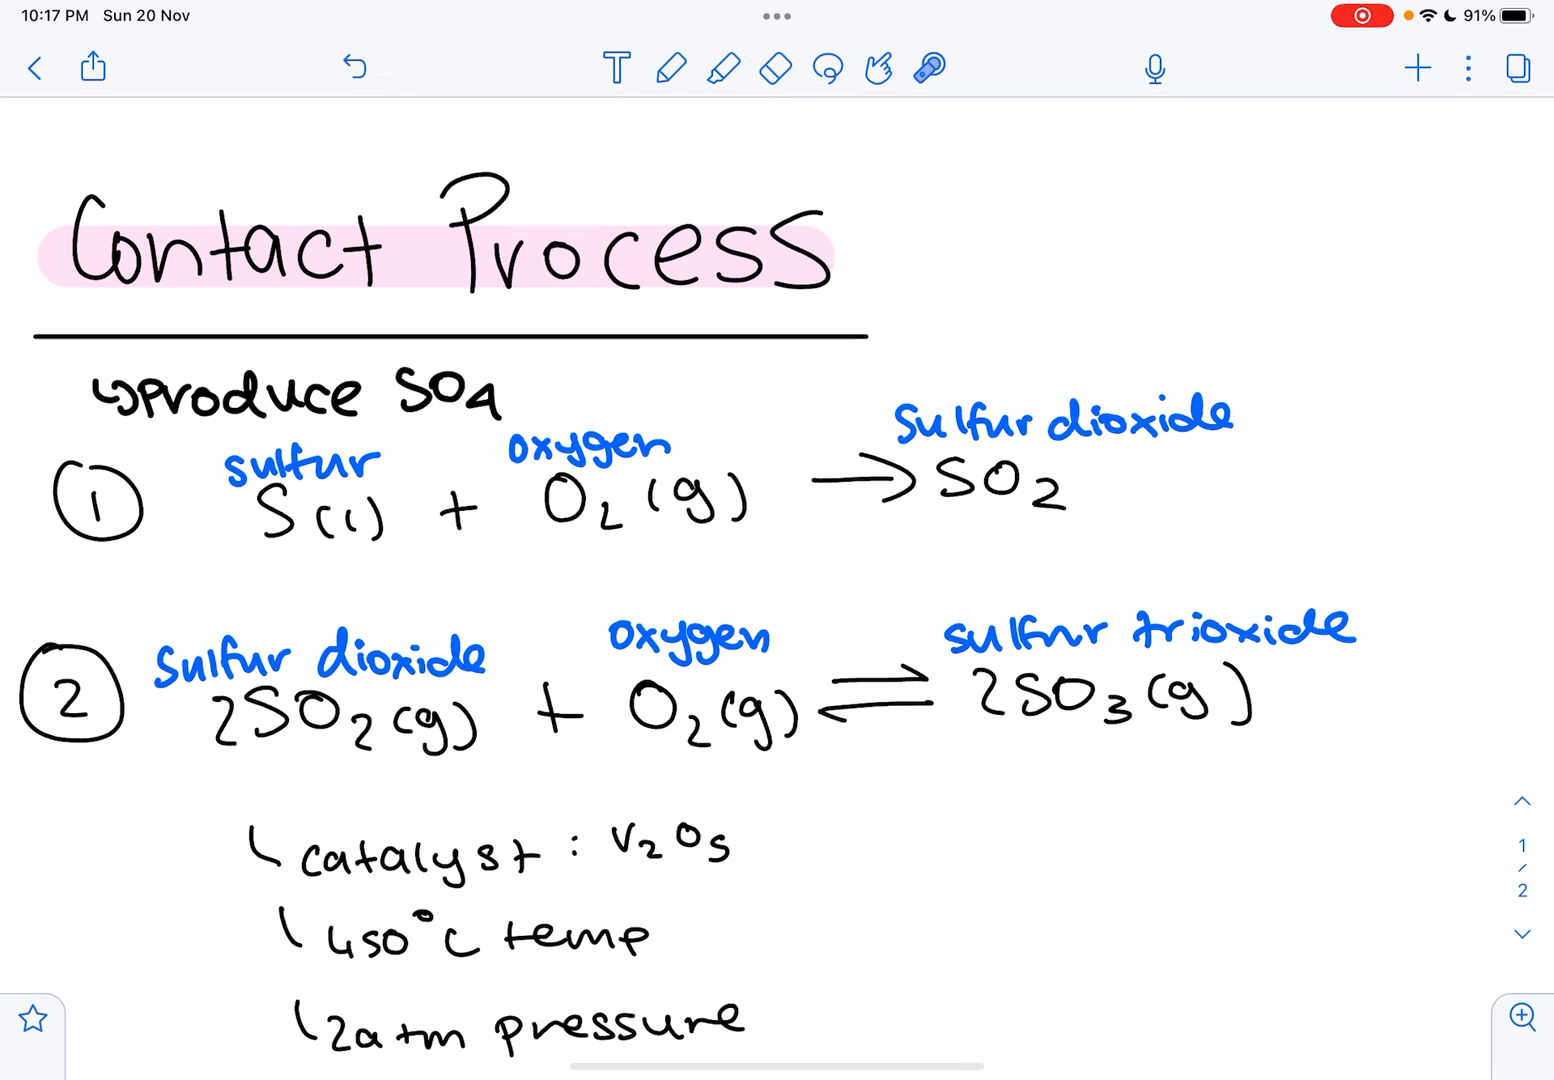 10:17 PM Sun 20 Nov
91%
T
Contact Process
↳produce SO4
sulfur oxygen sulfur dioxide
① S(l) + O₂(g) → SO₂
sulfur dioxide oxygen sulfur trioxide
② 2SO₂(g) + O₂(g) ⇌ 2SO₃(g)
catalyst : V₂O₅
450°C temp
2atm pressure
1
/
2